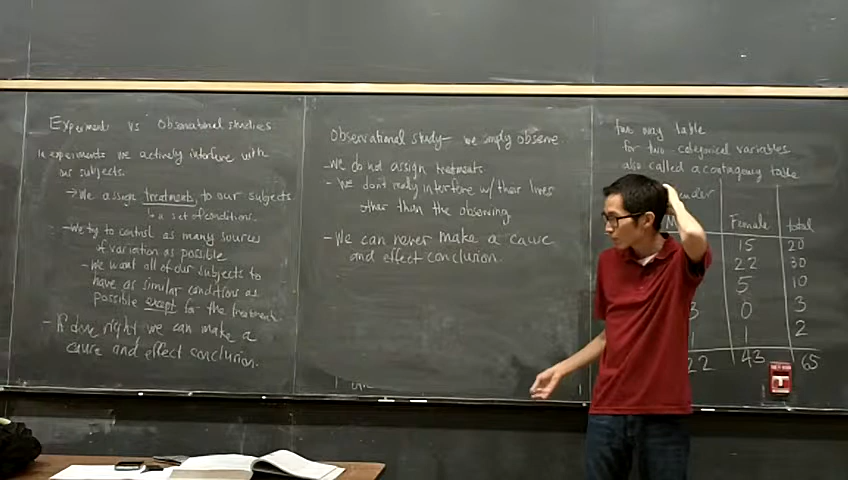 Experiments vs Observational studies
In experiments we actively interfere with
our subjects.
→ We assign treatments to our subjects
↳ a set of conditions.
- We try to control as many sources
of variation as possible
- We want all of our subjects to
have as similar conditions as
possible except for the treatment.
- If done right we can make a
cause and effect conclusion.
Observational study - we simply observe
- We do not assign treatments
- We don't really interfere w/ their lives
other than the observing.
- We can never make a cause
and effect conclusion.
two way table
for two categorical variables
also called a contingency table
Female total
15 20
22 30
5 10
3 0 3
1 1 2
22 43 65